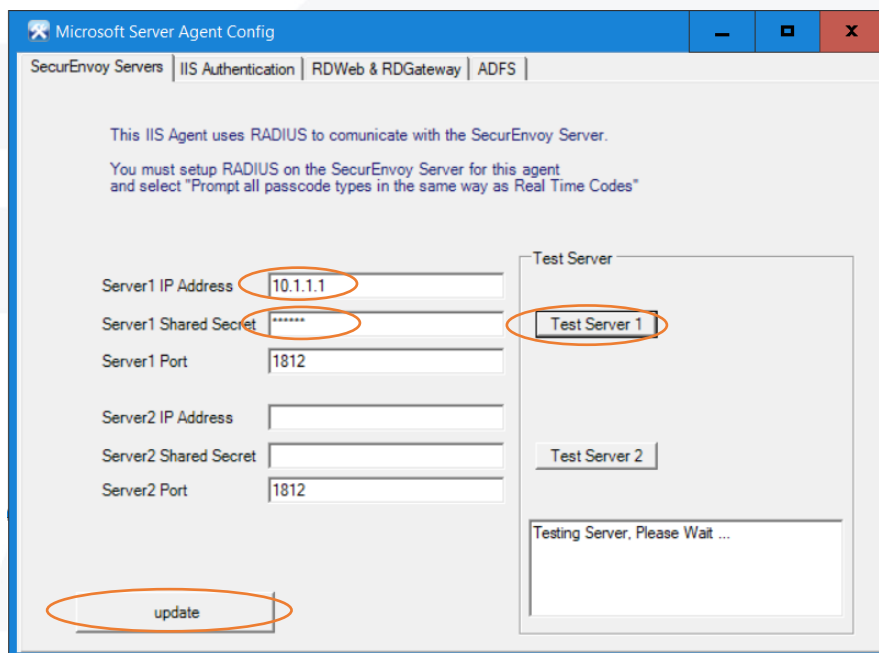 Microsoft Server Agent Config
SecurEnvoy Servers IIS Authentication RDWeb & RDGateway ADFS
This IIS Agent uses RADIUS to comunicate with the SecurEnvoy Server.
You must setup RADIUS on the SecurEnvoy Server for this agent
and select "Prompt all passcode types in the same way as Real Time Codes"
Test Server
Server1 IP Address 10.1.1.1
Server1 Shared Secret ****** Test Server 1
Server1 Port 1812
Server2 IP Address
Server2 Shared Secret Test Server 2
Server2 Port 1812
Testing Server, Please Wait ...
update